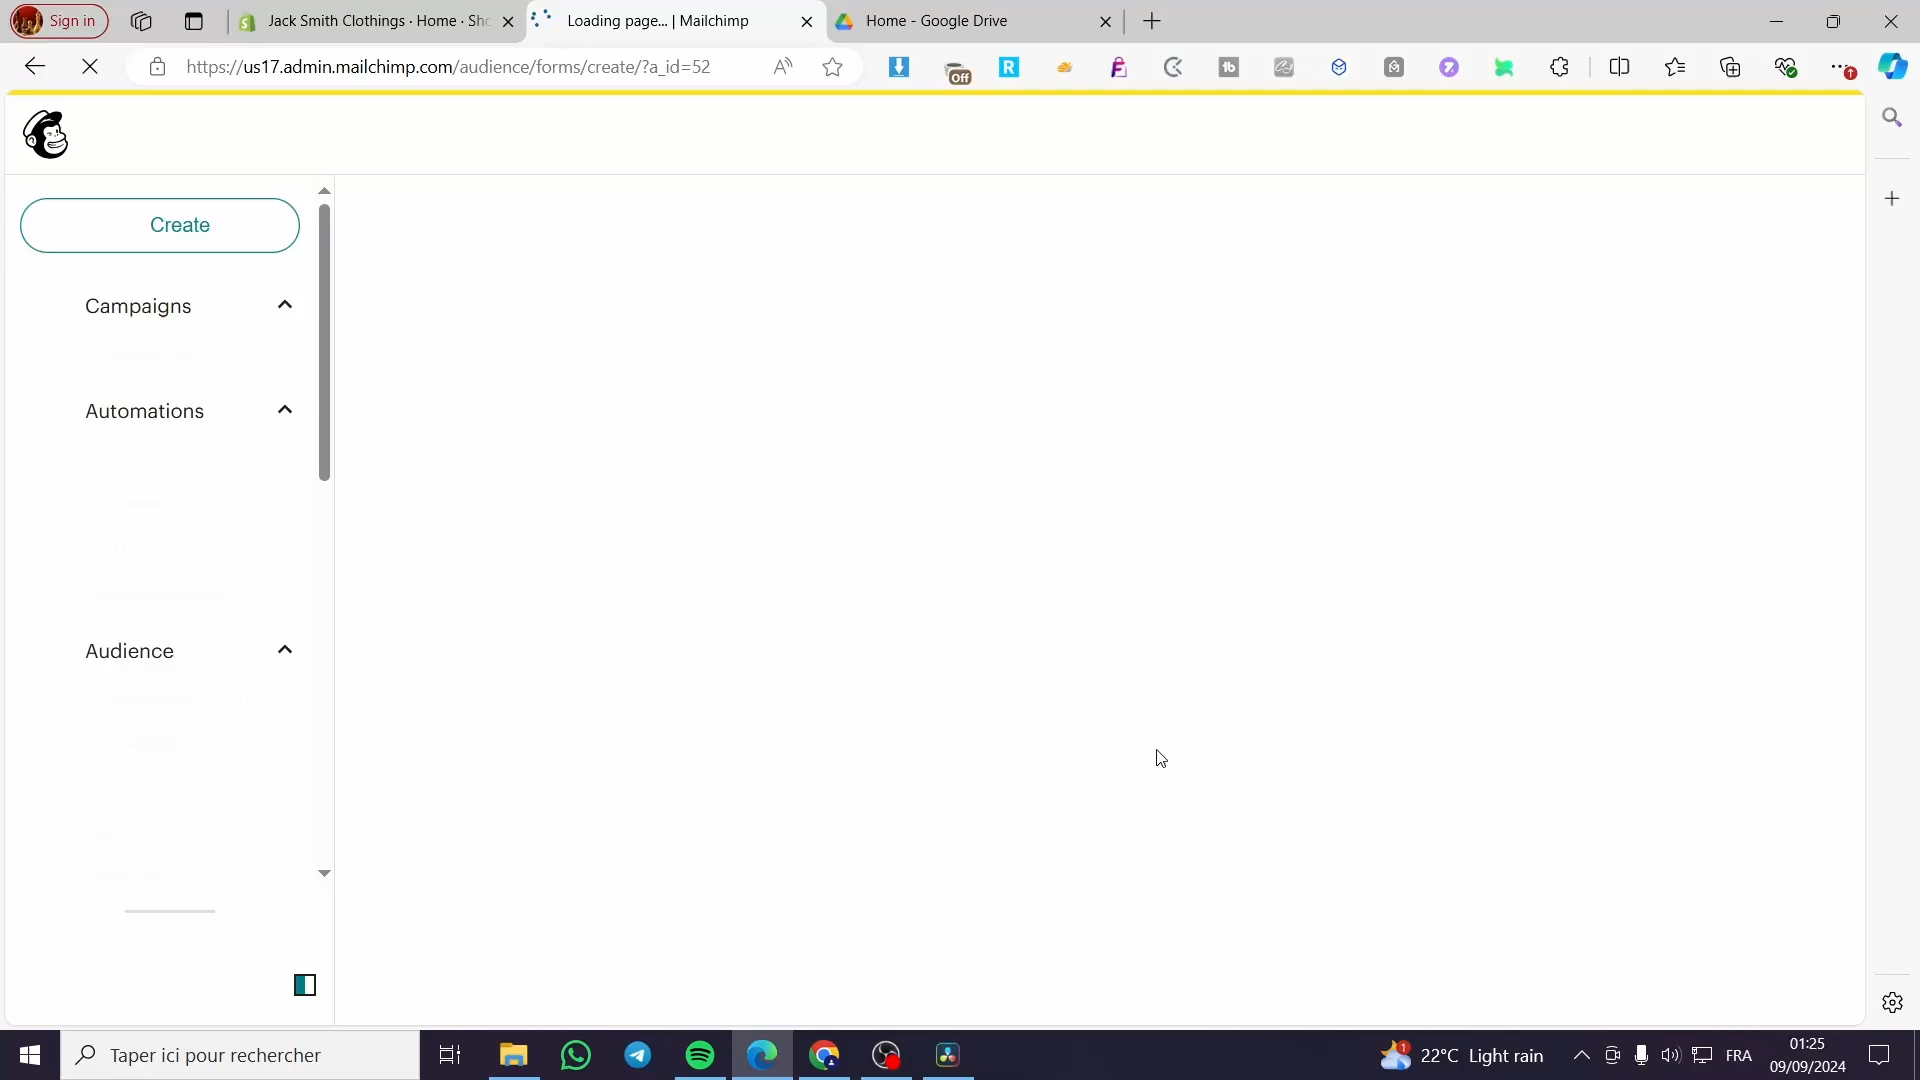 Sign in
Jack Smith Clothings · Home · Sho
Loading page... | Mailchimp
Home - Google Drive
https://us17.admin.mailchimp.com/audience/forms/create/?a_id=52
Off
Create
Campaigns
Automations
Audience
Taper ici pour rechercher
1
22°C Light rain
FRA
01:25
09/09/2024